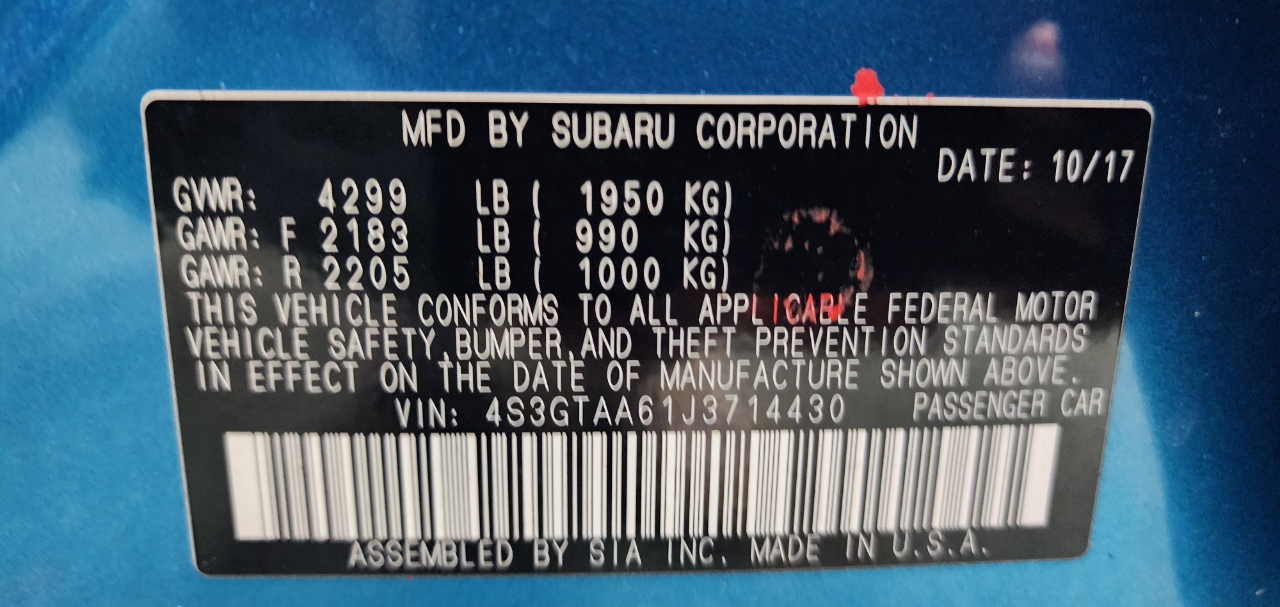 MFD BY SUBARU CORPORATION
DATE: 10/17
GVWR: 4299 LB ( 1950 KG)
GAWR: F 2183 LB ( 990 KG)
GAWR: R 2205 LB ( 1000 KG)
THIS VEHICLE CONFORMS TO ALL APPLICABLE FEDERAL MOTOR
VEHICLE SAFETY,BUMPER,AND THEFT PREVENTION STANDARDS
IN EFFECT ON THE DATE OF MANUFACTURE SHOWN ABOVE.
VIN: 4S3GTAA61J3714430 PASSENGER CAR
ASSEMBLED BY SIA INC. MADE IN U.S.A.